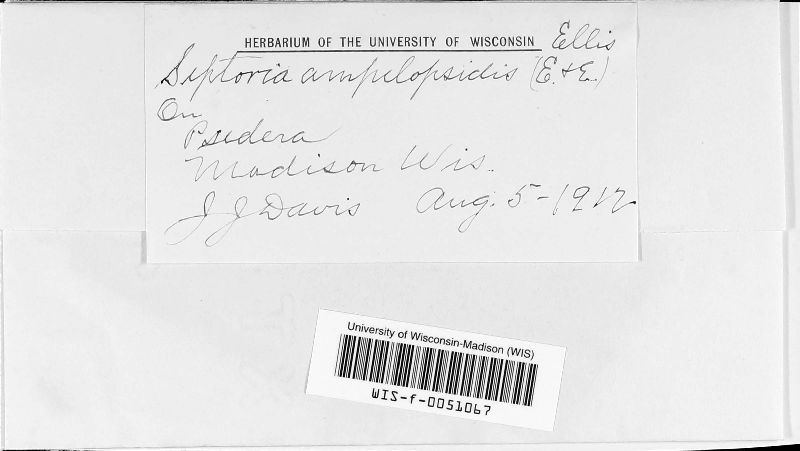 HERBARIUM OF THE UNIVERSITY OF WISCONSIN Ellis
Septoria ampelopsidis (E. & E.)
On
Psedera
Madison Wis.
J J Davis Aug. 5-1912
University of Wisconsin-Madison (WIS)
WIS-f-0051067